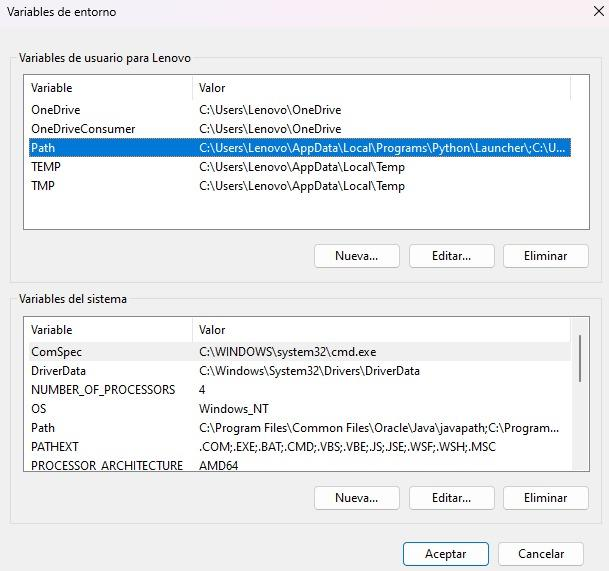 Variables de entorno
Variables de usuario para Lenovo
Variable Valor
OneDrive C:\Users\Lenovo\OneDrive
OneDriveConsumer C:\Users\Lenovo\OneDrive
Path C:\Users\Lenovo\AppData\Local\Programs\Python\Launcher\;C:\U...
TEMP C:\Users\Lenovo\AppData\Local\Temp
TMP C:\Users\Lenovo\AppData\Local\Temp
Nueva... Editar... Eliminar
Variables del sistema
Variable Valor
ComSpec C:\WINDOWS\system32\cmd.exe
DriverData C:\Windows\System32\Drivers\DriverData
NUMBER_OF_PROCESSORS 4
OS Windows_NT
Path C:\Program Files\Common Files\Oracle\Java\javapath;C:\Program...
PATHEXT .COM;.EXE;.BAT;.CMD;.VBS;.VBE;.JS;.JSE;.WSF;.WSH;.MSC
PROCESSOR_ARCHITECTURE AMD64
Nueva... Editar... Eliminar
Aceptar Cancelar